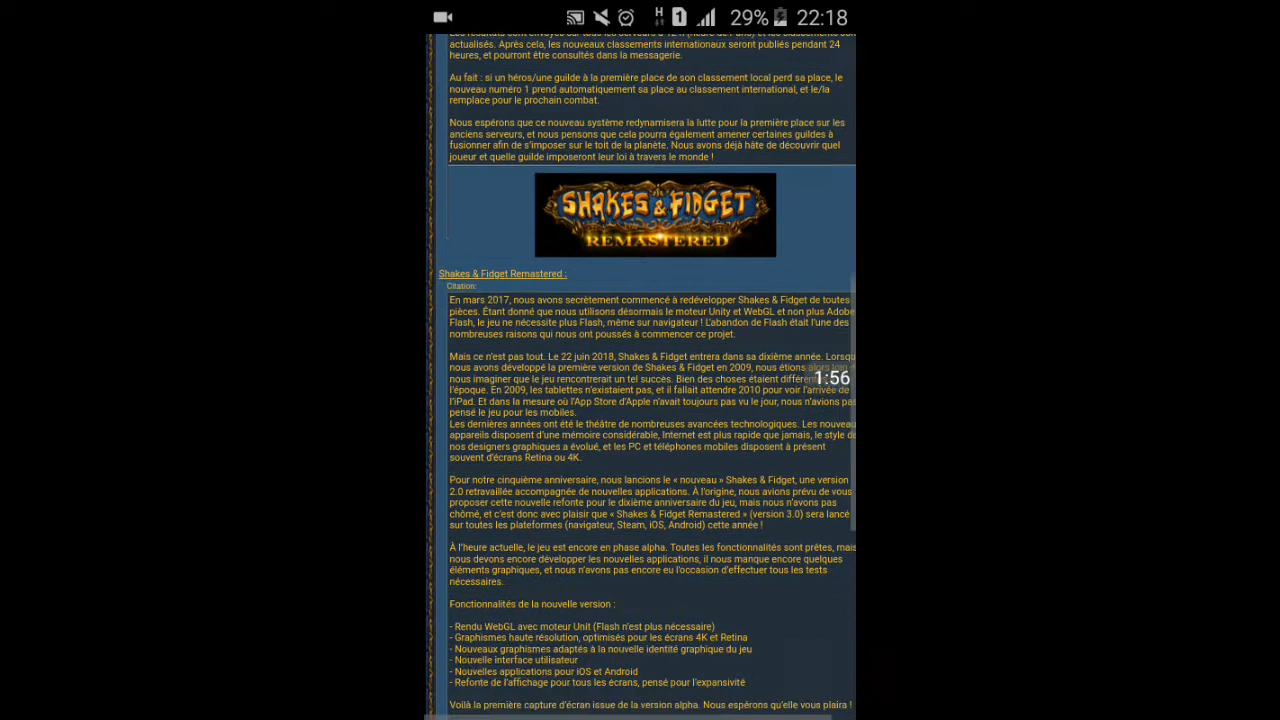 H 1 29% 22:18
actualisés. Après cela, les nouveaux classements internationaux seront publiés pendant 24
heures, et pourront être consultés dans la messagerie.
Au fait : si un héros/une guilde à la première place de son classement local perd sa place, le
nouveau numéro 1 prend automatiquement sa place au classement international, et le/la
remplace pour le prochain combat.
Nous espérons que ce nouveau système redynamisera la lutte pour la première place sur les
anciens serveurs, et nous pensons que cela pourra également amener certaines guildes à
fusionner afin de s'imposer sur le toit de la planète. Nous avons déjà hâte de découvrir quel
joueur et quelle guilde imposeront leur loi à travers le monde !
SHAKES & FIDGET
REMASTERED
Shakes & Fidget Remastered :
Citation:
En mars 2017, nous avons secrètement commencé à redévelopper Shakes & Fidget de toutes
pièces. Étant donné que nous utilisons désormais le moteur Unity et WebGL et non plus Adobe
Flash, le jeu ne nécessite plus Flash, même sur navigateur ! L'abandon de Flash était l'une des
nombreuses raisons qui nous ont poussés à commencer ce projet.
Mais ce n'est pas tout. Le 22 juin 2018, Shakes & Fidget entrera dans sa dixième année. Lorsqu
nous avons développé la première version de Shakes & Fidget en 2009, nous étions alors loin
nous imaginer que le jeu rencontrerait un tel succès. Bien des choses étaient différent
1:56
l'époque. En 2009, les tablettes n'existaient pas, et il fallait attendre 2010 pour voir l'arrivée de
l'iPad. Et dans la mesure où l'App Store d'Apple n'avait toujours pas vu le jour, nous n'avions pas
pensé le jeu pour les mobiles.
Les dernières années ont été le théâtre de nombreuses avancées technologiques. Les nouveau
appareils disposent d'une mémoire considérable, Internet est plus rapide que jamais, le style de
nos designers graphiques a évolué, et les PC et téléphones mobiles disposent à présent
souvent d'écrans Retina ou 4K.
Pour notre cinquième anniversaire, nous lancions le « nouveau » Shakes & Fidget, une version
2.0 retravaillée accompagnée de nouvelles applications. À l'origine, nous avions prévu de vous
proposer cette nouvelle refonte pour le dixième anniversaire du jeu, mais nous n'avons pas
chômé, et c'est donc avec plaisir que « Shakes & Fidget Remastered » (version 3.0) sera lancé
sur toutes les plateformes (navigateur, Steam, iOS, Android) cette année !
À l'heure actuelle, le jeu est encore en phase alpha. Toutes les fonctionnalités sont prêtes, mais
nous devons encore développer les nouvelles applications, il nous manque encore quelques
éléments graphiques, et nous n'avons pas encore eu l'occasion d'effectuer tous les tests
nécessaires.
Fonctionnalités de la nouvelle version :
- Rendu WebGL avec moteur Unit (Flash n'est plus nécessaire)
- Graphismes haute résolution, optimisés pour les écrans 4K et Retina
- Nouveaux graphismes adaptés à la nouvelle identité graphique du jeu
- Nouvelle interface utilisateur
- Nouvelles applications pour iOS et Android
- Refonte de l'affichage pour tous les écrans, pensé pour l'expansivité
Voilà la première capture d'écran issue de la version alpha. Nous espérons qu'elle vous plaira !